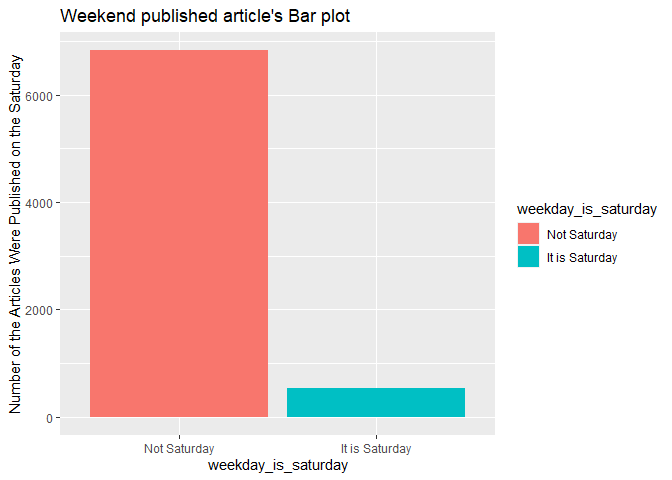 Weekend published article's Bar plot
Number of the Articles Were Published on the Saturday
6000
4000
2000
0
Not Saturday
It is Saturday
weekday_is_saturday
weekday_is_saturday
Not Saturday
It is Saturday